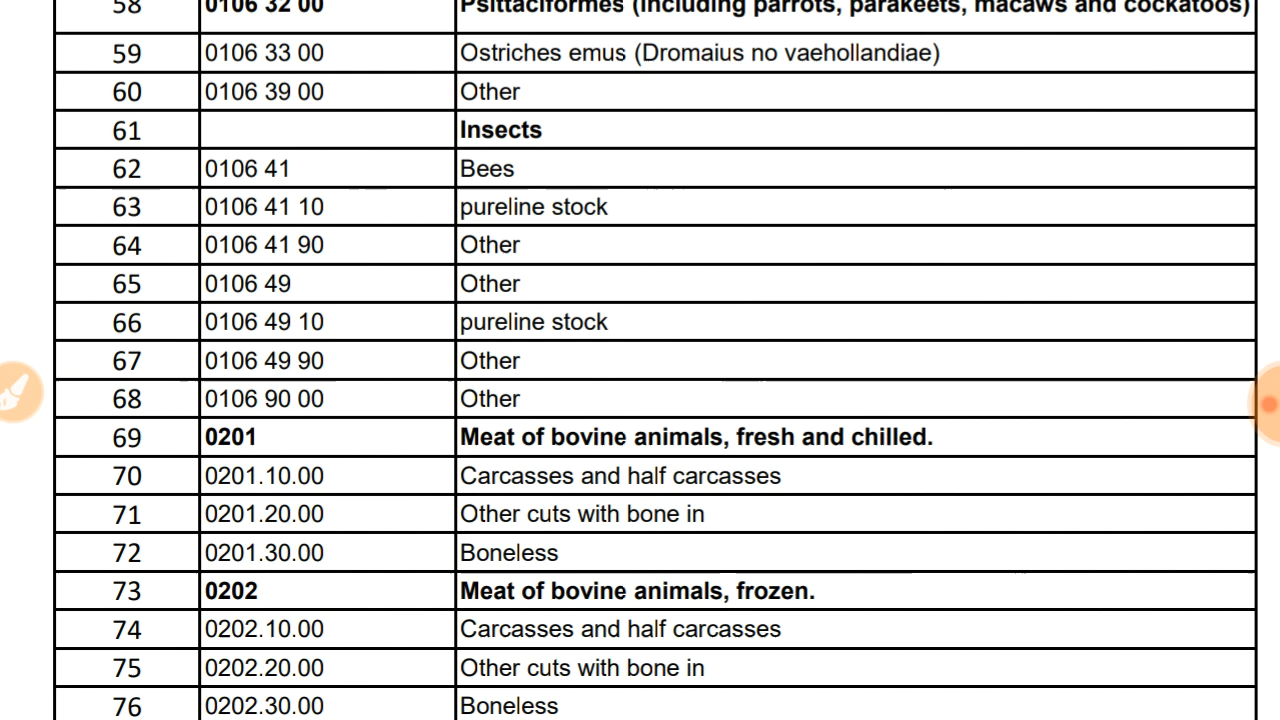 58 0106 32 00 Psittaciformes (including parrots, parakeets, macaws and cockatoos)
59 0106 33 00 Ostriches emus (Dromaius no vaehollandiae)
60 0106 39 00 Other
61 Insects
62 0106 41 Bees
63 0106 41 10 pureline stock
64 0106 41 90 Other
65 0106 49 Other
66 0106 49 10 pureline stock
67 0106 49 90 Other
68 0106 90 00 Other
69 0201 Meat of bovine animals, fresh and chilled.
70 0201.10.00 Carcasses and half carcasses
71 0201.20.00 Other cuts with bone in
72 0201.30.00 Boneless
73 0202 Meat of bovine animals, frozen.
74 0202.10.00 Carcasses and half carcasses
75 0202.20.00 Other cuts with bone in
76 0202.30.00 Boneless